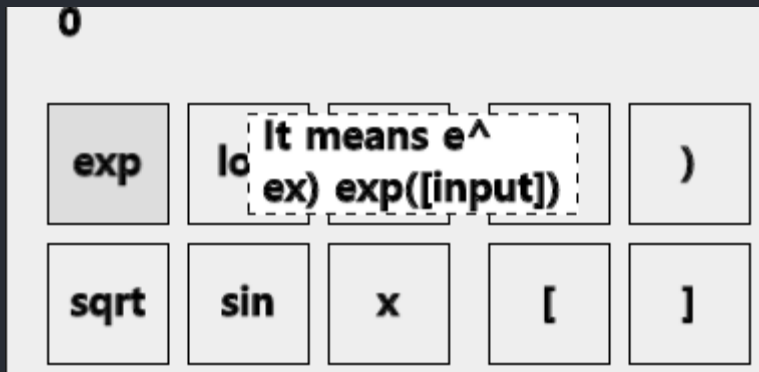 0
exp
It means e^
ex) exp([input])
)
sqrt sin x [ ]